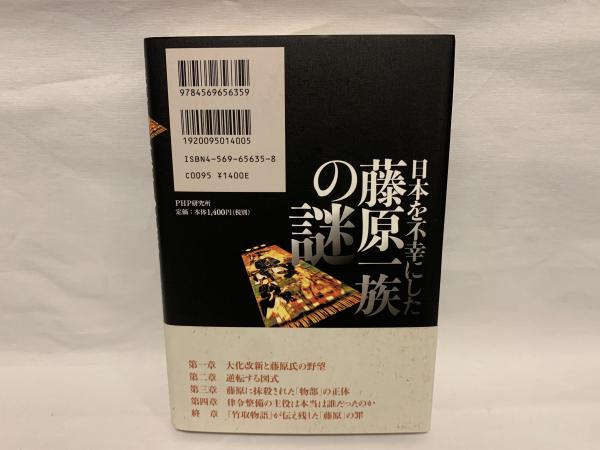 9784569656359
1920095014005
ISBN4-569-65635-8
C0095 ¥1400E
PHP研究所
定価:本体1,400円(税別)
日本を不幸にした
藤原一族
の謎
第一章 大化改新と藤原氏の野望
第二章 逆転する図式
第三章 藤原に抹殺された「物部」の正体
第四章 律令整備の主役は本当は誰だったのか
終 章 『竹取物語』が伝え残した「藤原」の罪